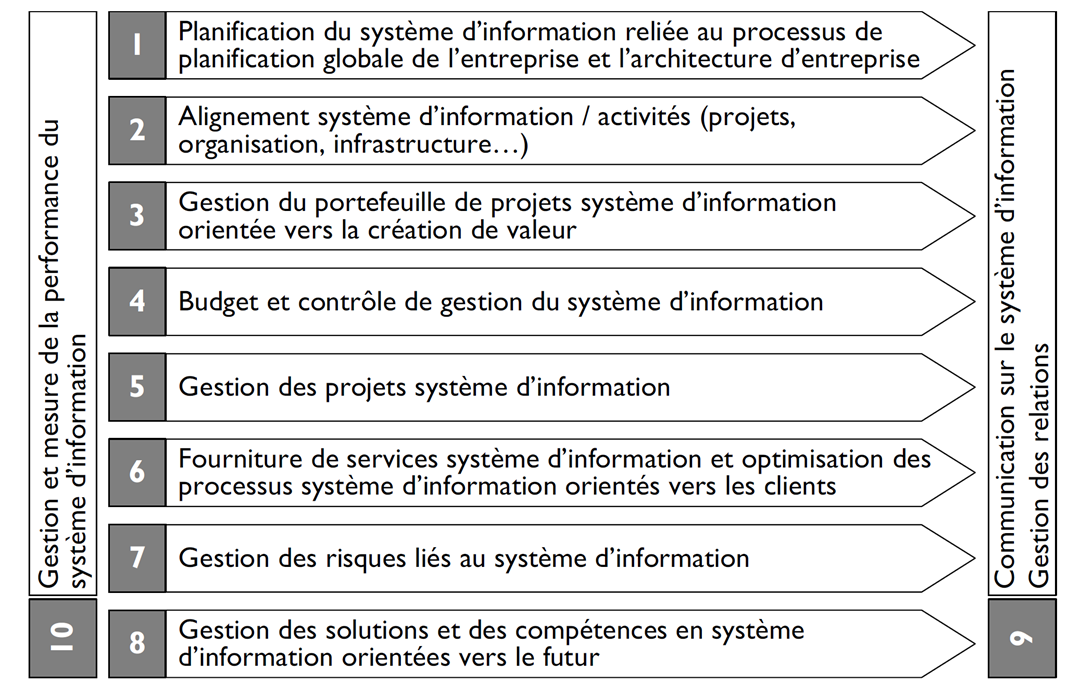 Gestion et mesure de la performance du
système d’information
10
1
Planification du système d’information reliée au processus de
planification globale de l’entreprise et l’architecture d’entreprise
2
Alignement système d’information / activités (projets,
organisation, infrastructure…)
3
Gestion du portefeuille de projets système d’information
orientée vers la création de valeur
4
Budget et contrôle de gestion du système d’information
5
Gestion des projets système d’information
6
Fourniture de services système d’information et optimisation des
processus système d’information orientés vers les clients
7
Gestion des risques liés au système d’information
8
Gestion des solutions et des compétences en système
d’information orientées vers le futur
Communication sur le système d’information
Gestion des relations
9